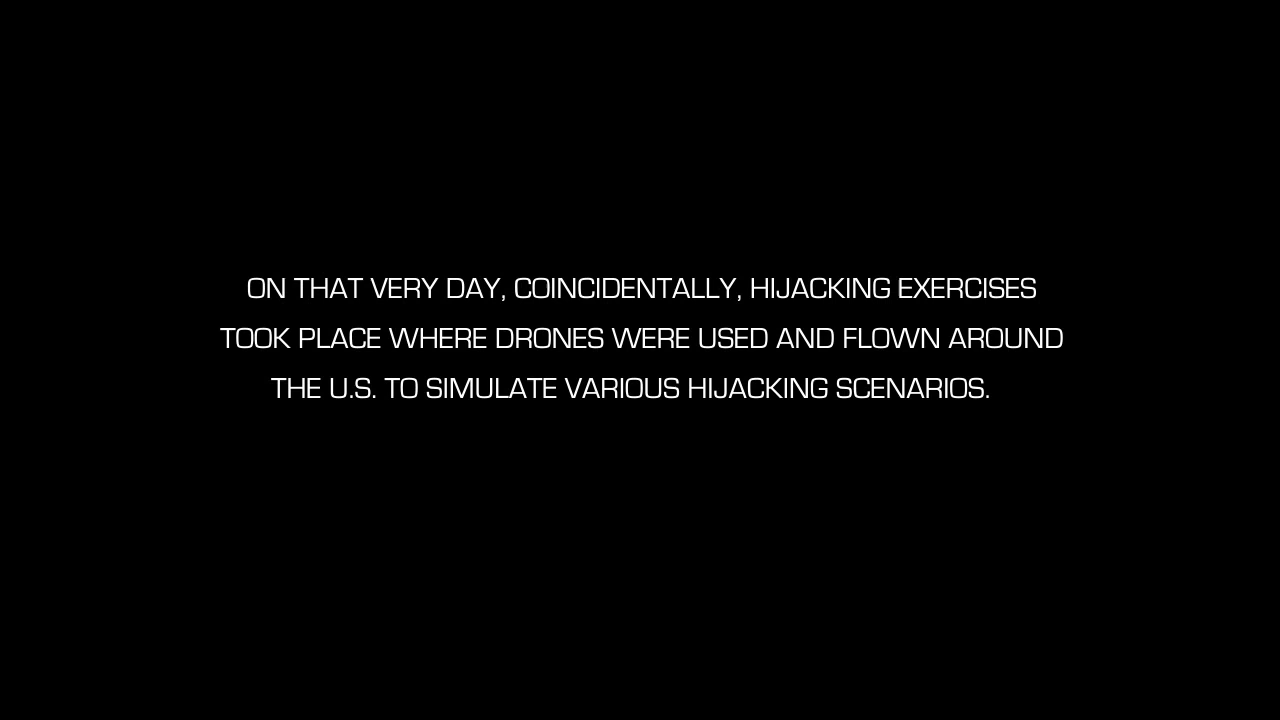 ON THAT VERY DAY, COINCIDENTALLY, HIJACKING EXERCISES
TOOK PLACE WHERE DRONES WERE USED AND FLOWN AROUND
THE U.S. TO SIMULATE VARIOUS HIJACKING SCENARIOS.